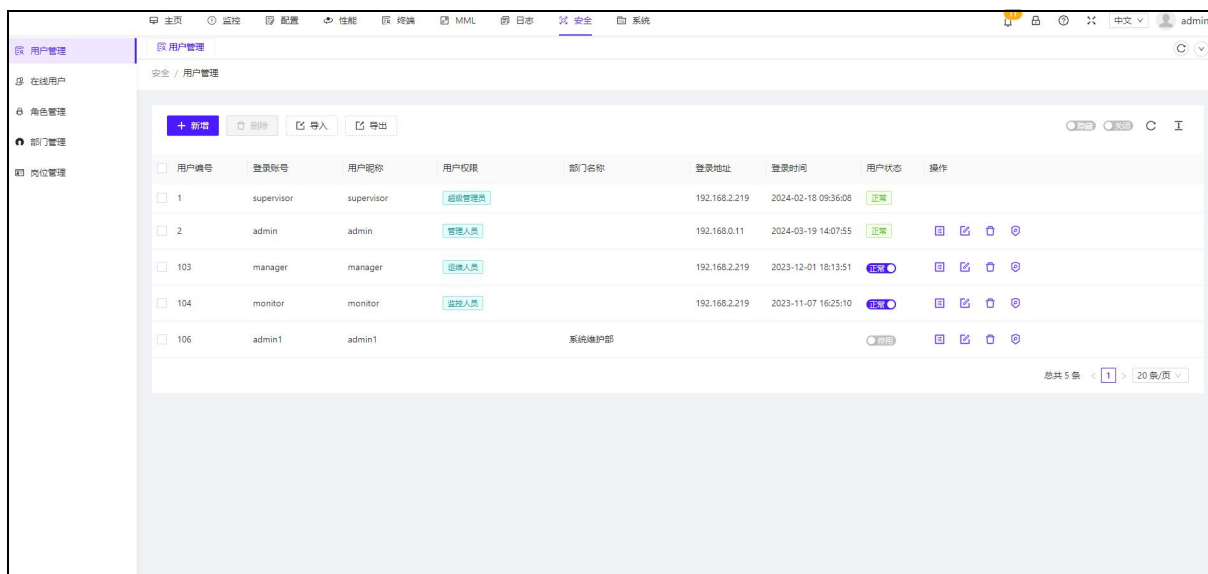 主页 监控 配置 性能 终端 MML 日志 安全 系统 11 中文 admin
用户管理
在线用户
角色管理
部门管理
岗位管理
用户管理
安全 / 用户管理
新增 删除 导入 导出 隐藏 关闭
用户编号 登录账号 用户昵称 用户权限 部门名称 登录地址 登录时间 用户状态 操作
1 supervisor supervisor 超级管理员 192.168.2.219 2024-02-18 09:36:08 正常
2 admin admin 管理人员 192.168.0.11 2024-03-19 14:07:55 正常
103 manager manager 运维人员 192.168.2.219 2023-12-01 18:13:51 正常
104 monitor monitor 监控人员 192.168.2.219 2023-11-07 16:25:10 正常
106 admin1 admin1 系统维护部 停用
总共 5 条 < 1 > 20 条/页